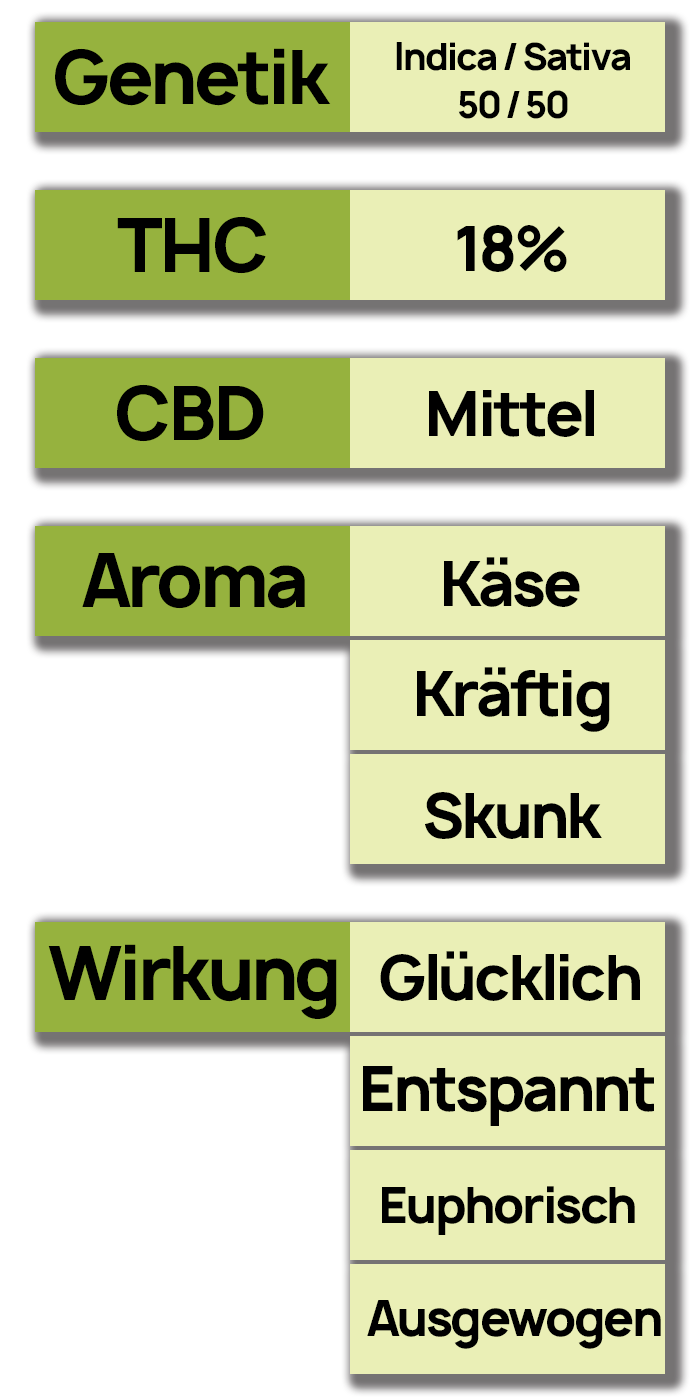 Genetik
Indica / Sativa
50 / 50
THC
18%
CBD
Mittel
Aroma
Käse
Kräftig
Skunk
Wirkung
Glücklich
Entspannt
Euphorisch
Ausgewogen